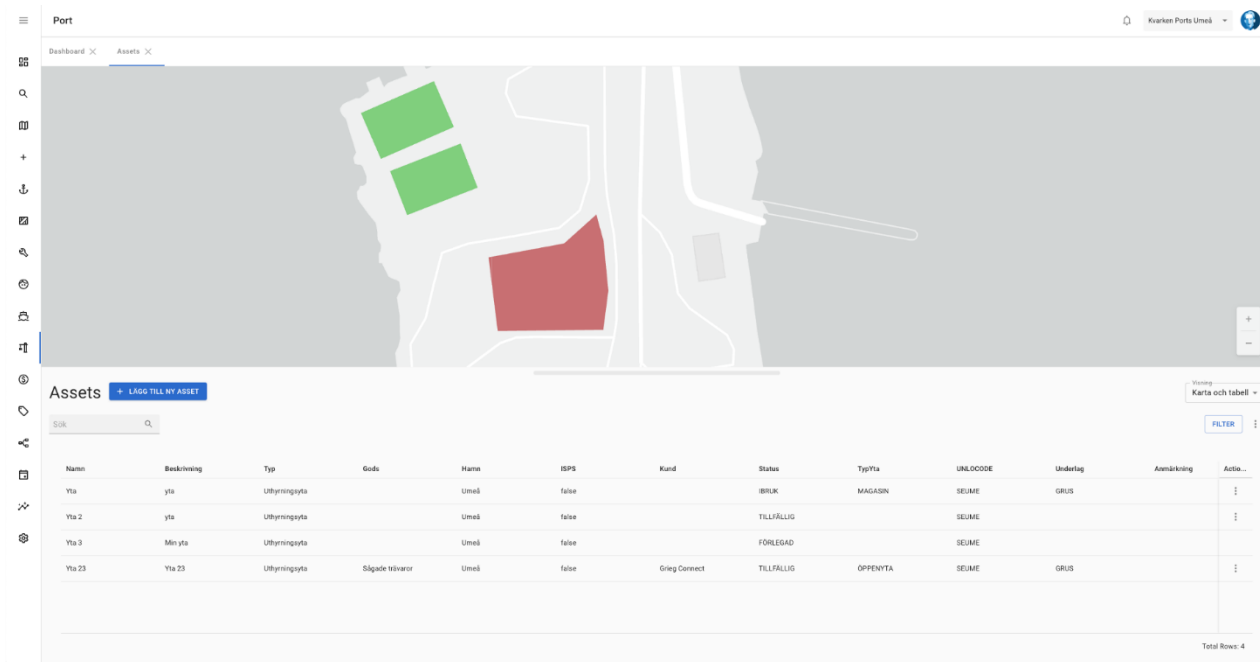 Port
Kvarken Ports Umeå
Dashboard
Assets
Assets
+ LÄGG TILL NY ASSET
Visning
Karta och tabell
Sök
FILTER
Namn Beskrivning Typ Gods Hamn ISPS Kund Status TypYta UNLOCODE Underlag Anmärkning Actio...
Yta yta Uthyrningsyta Umeå false IBRUK MAGASIN SEUME GRUS
Yta 2 yta Uthyrningsyta Umeå false TILLFÄLLIG SEUME
Yta 3 Min yta Uthyrningsyta Umeå false FÖRLEGAD SEUME
Yta 23 Yta 23 Uthyrningsyta Sågade trävaror Umeå false Grieg Connect TILLFÄLLIG ÖPPENYTA SEUME GRUS
Total Rows: 4